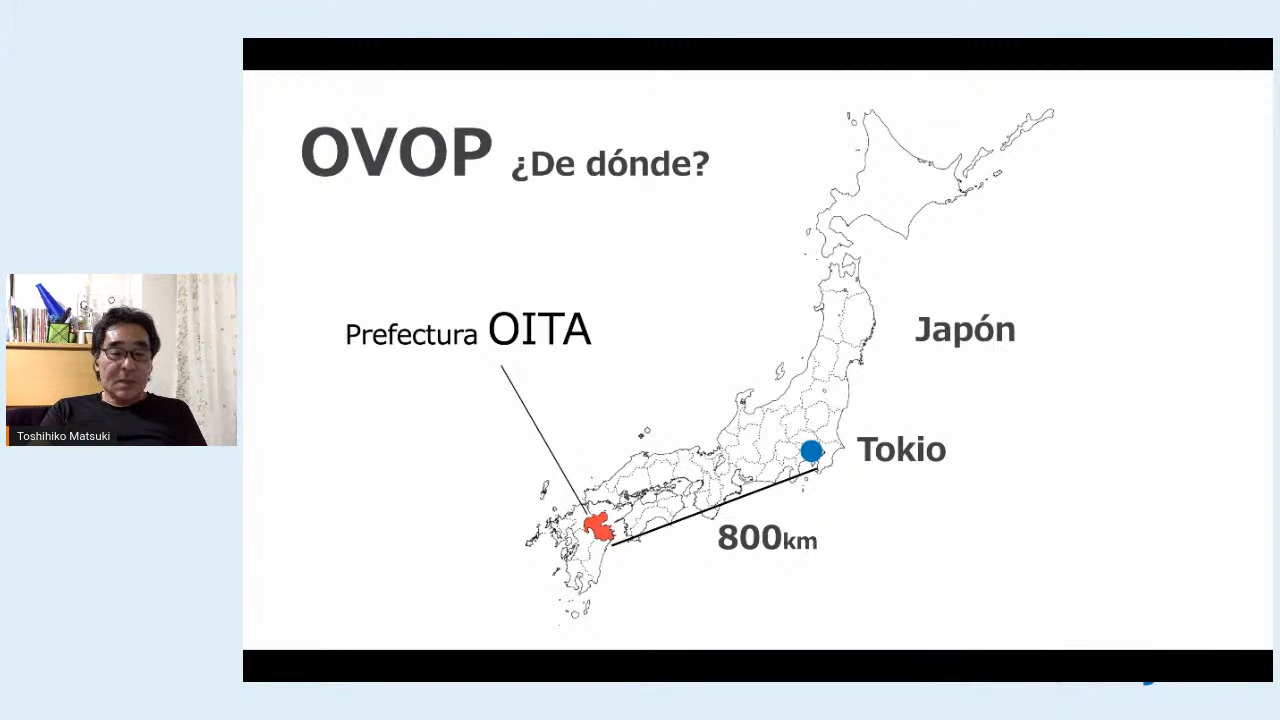 OVOP ¿De dónde?
Prefectura OITA
Japón
Tokio
800km
Toshihiko Matsuki